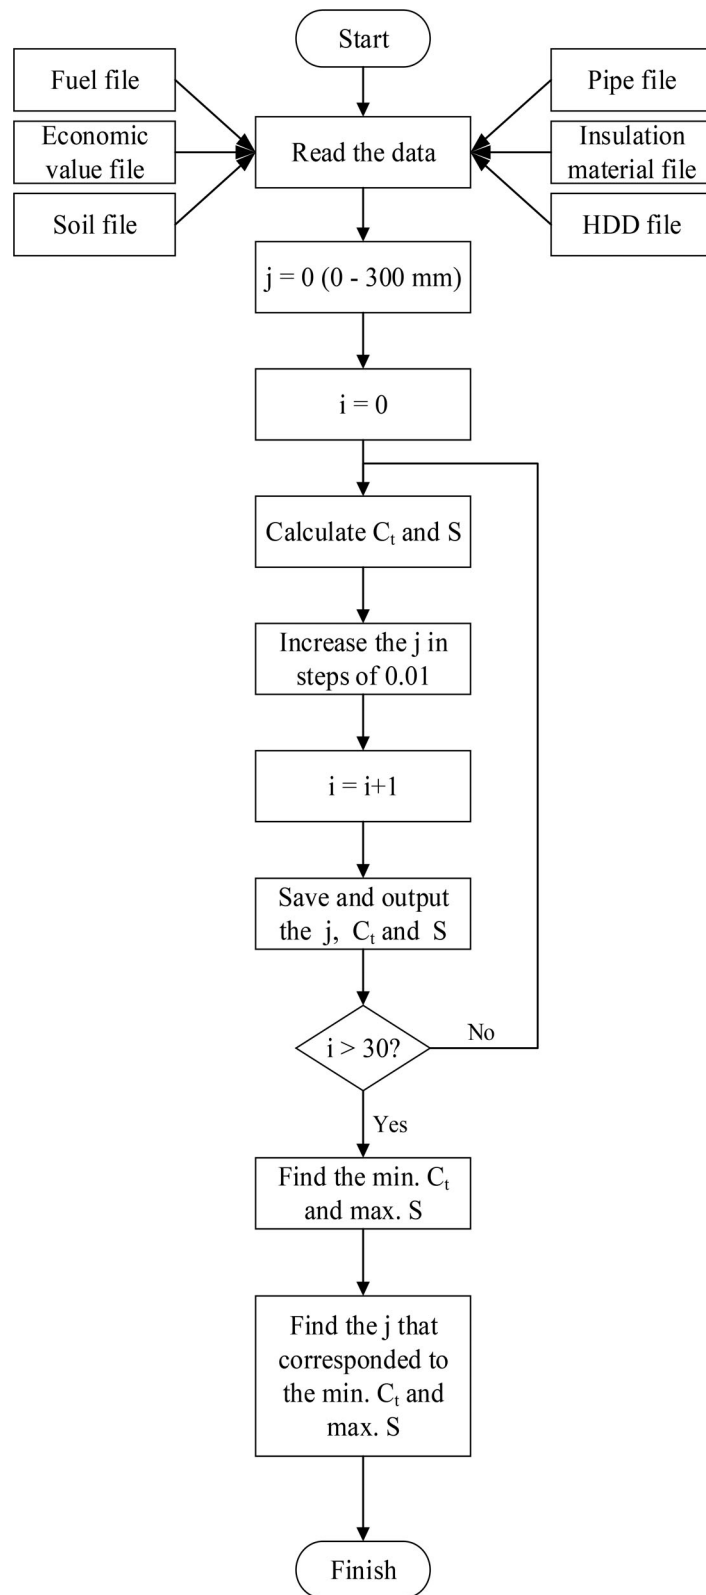 Start
Fuel file
Economic
value file
Soil file
Read the data
Pipe file
Insulation
material file
HDD file
j = 0 (0 - 300 mm)
i = 0
Calculate Cₜ and S
Increase the j in
steps of 0.01
i = i+1
Save and output
the j, Cₜ and S
i > 30?
No
Yes
Find the min. Cₜ
and max. S
Find the j that
corresponded to
the min. Cₜ and
max. S
Finish